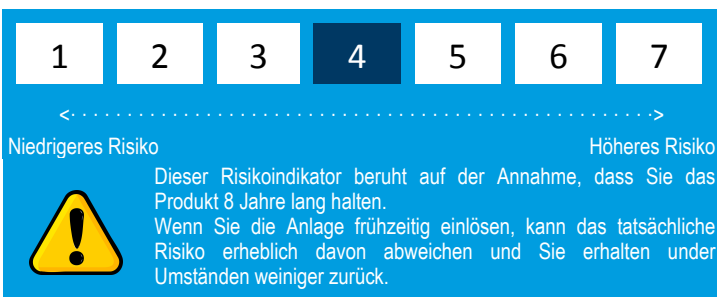 1 2 3 4 5 6 7
<· · · · · · · · · · · · · · · · · · · · · · · · · · · · · · · · · · · · · · · · · · · · · · · · · · · ·>
Niedrigeres Risiko Höheres Risiko
Dieser Risikoindikator beruht auf der Annahme, dass Sie das
Produkt 8 Jahre lang halten.
Wenn Sie die Anlage frühzeitig einlösen, kann das tatsächliche
Risiko erheblich davon abweichen und Sie erhalten under
Umständen weiniger zurück.